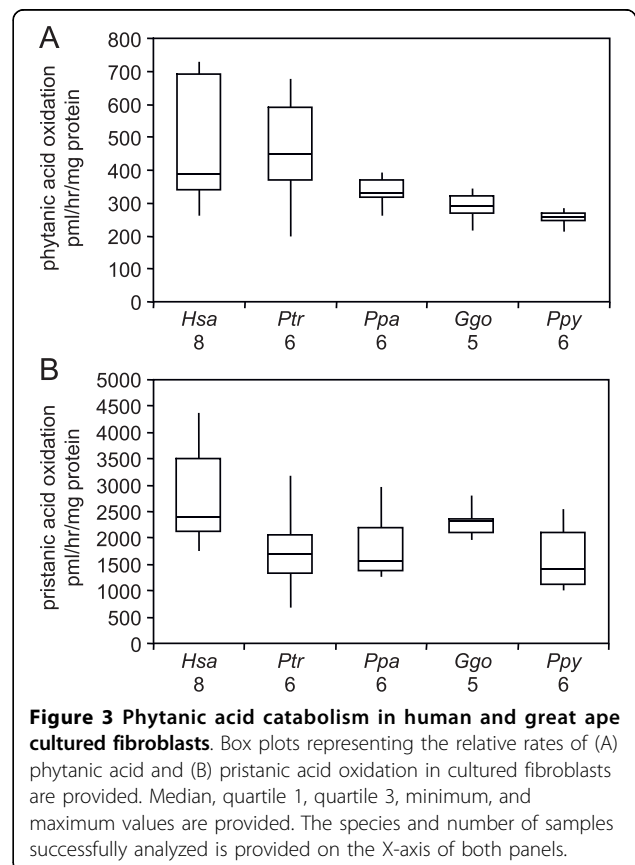 A
phytanic acid oxidation
pml/hr/mg protein
800
700
600
500
400
300
200
100
0
Hsa Ptr Ppa Ggo Ppy
8 6 6 5 6
B
pristanic acid oxidation
pml/hr/mg protein
5000
4500
4000
3500
3000
2500
2000
1500
1000
500
0
Hsa Ptr Ppa Ggo Ppy
8 6 6 5 6
Figure 3 Phytanic acid catabolism in human and great ape
cultured fibroblasts. Box plots representing the relative rates of (A)
phytanic acid and (B) pristanic acid oxidation in cultured fibroblasts
are provided. Median, quartile 1, quartile 3, minimum, and
maximum values are provided. The species and number of samples
successfully analyzed is provided on the X-axis of both panels.